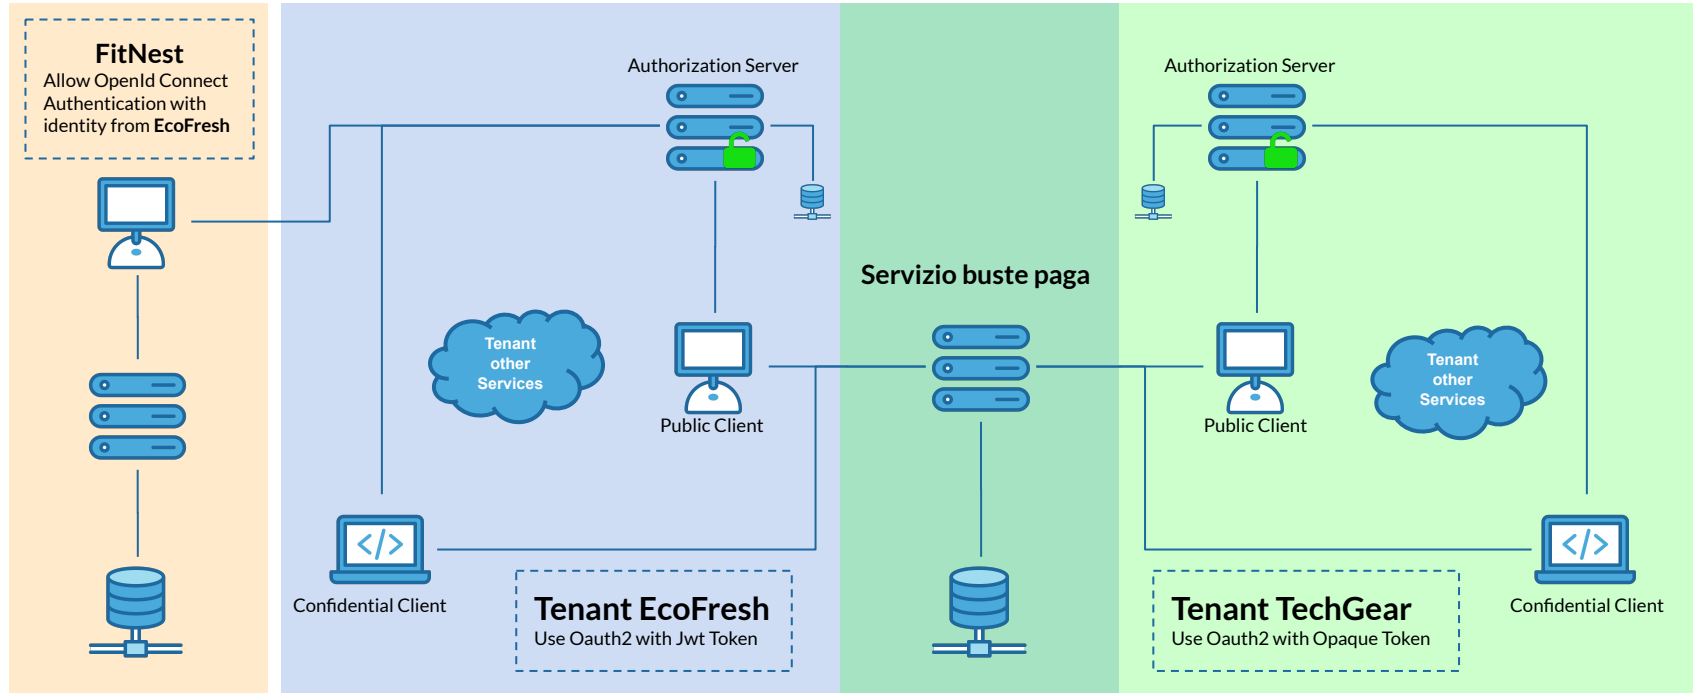 FitNest
Allow OpenId Connect
Authentication with
identity from EcoFresh
Authorization Server
Tenant
other
Services
Public Client
Confidential Client
Tenant EcoFresh
Use Oauth2 with Jwt Token
Servizio buste paga
Authorization Server
Public Client
Tenant
other
Services
Confidential Client
Tenant TechGear
Use Oauth2 with Opaque Token